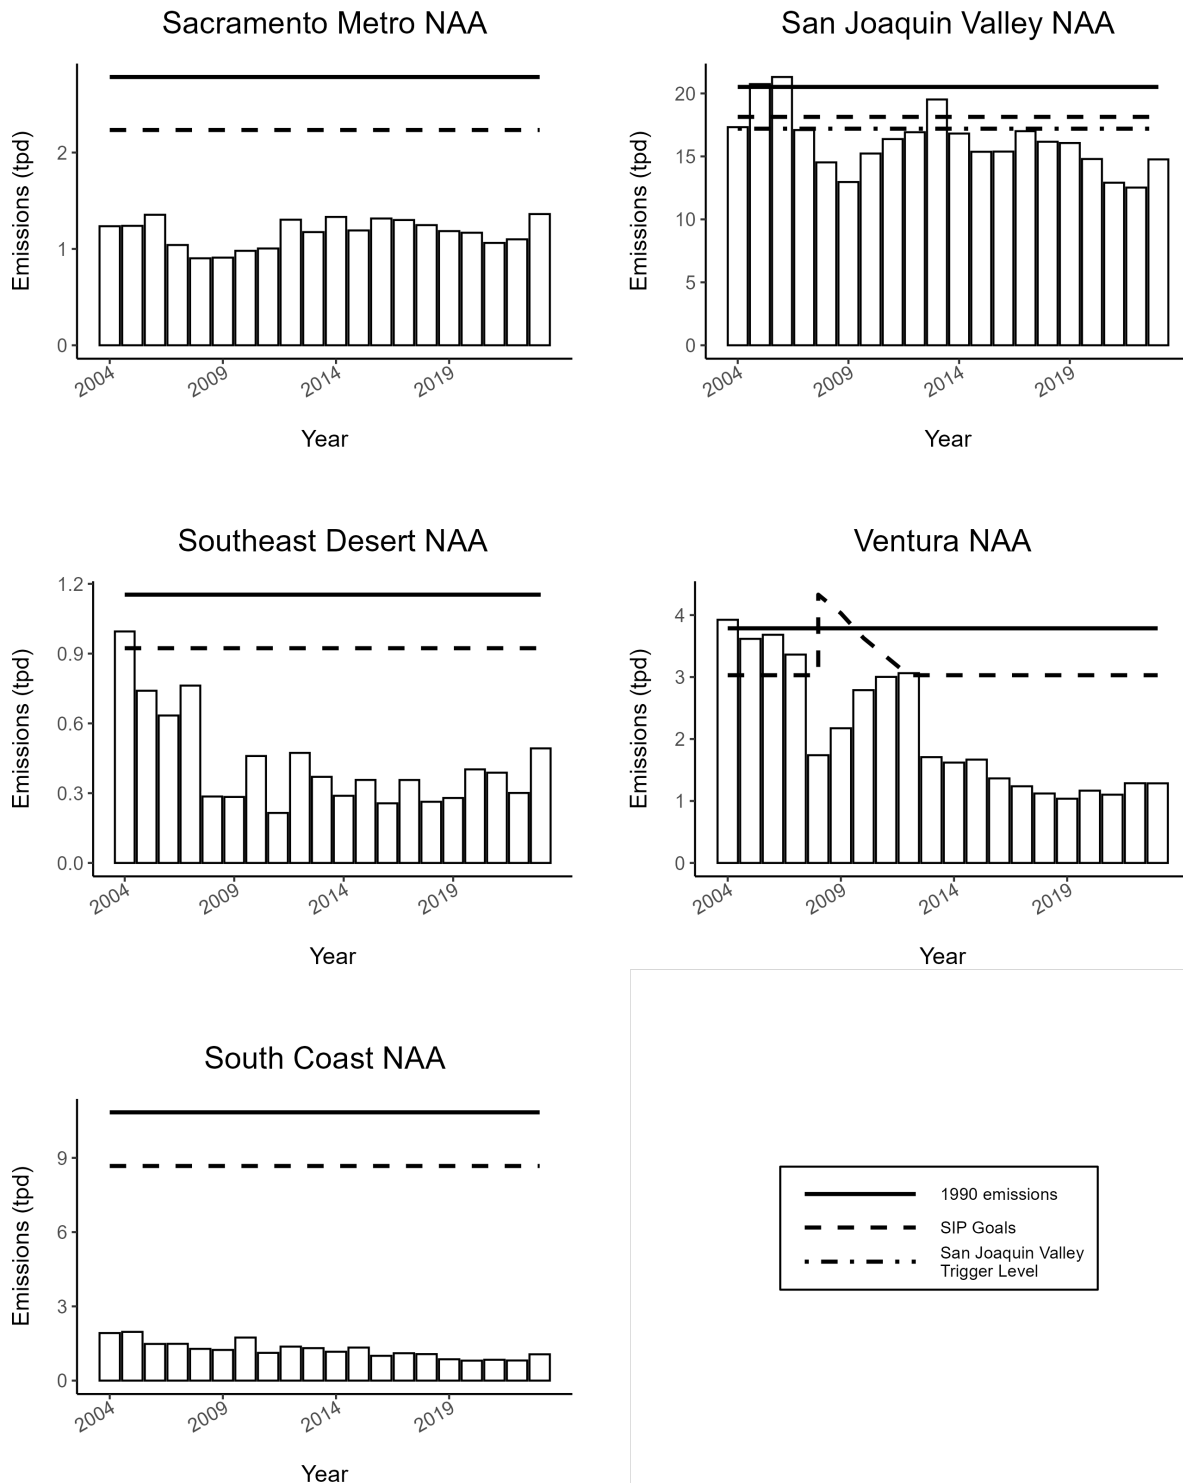 Sacramento Metro NAA
Emissions (tpd)
2
1
0
2004
2009
2014
2019
Year
San Joaquin Valley NAA
Emissions (tpd)
20
15
10
5
0
2004
2009
2014
2019
Year
Southeast Desert NAA
Emissions (tpd)
1.2
0.9
0.6
0.3
0.0
2004
2009
2014
2019
Year
Ventura NAA
Emissions (tpd)
4
3
2
1
0
2004
2009
2014
2019
Year
South Coast NAA
Emissions (tpd)
9
6
3
0
2004
2009
2014
2019
Year
1990 emissions
SIP Goals
San Joaquin Valley
Trigger Level